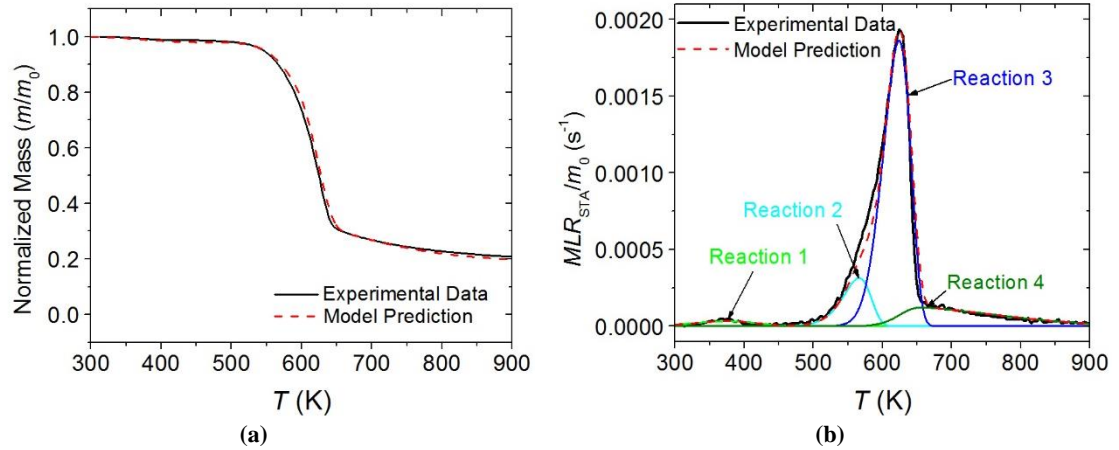 Normalized Mass (m/m0)
1.0
0.8
0.6
0.4
0.2
0.0
Experimental Data
Model Prediction
300 400 500 600 700 800 900
T (K)
(a)
MLRSTA/m0 (s-1)
0.0020
0.0015
0.0010
0.0005
0.0000
Experimental Data
Model Prediction
Reaction 3
Reaction 2
Reaction 1
Reaction 4
300 400 500 600 700 800 900
T (K)
(b)